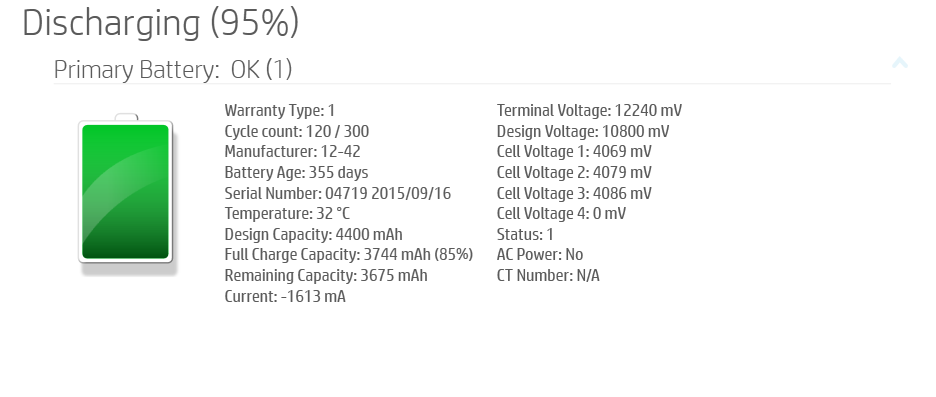 Discharging (95%)
Primary Battery:  OK (1)
Warranty Type: 1
Cycle count: 120 / 300
Manufacturer: 12-42
Battery Age: 355 days
Serial Number: 04719 2015/09/16
Temperature: 32 °C
Design Capacity: 4400 mAh
Full Charge Capacity: 3744 mAh (85%)
Remaining Capacity: 3675 mAh
Current: -1613 mA
Terminal Voltage: 12240 mV
Design Voltage: 10800 mV
Cell Voltage 1: 4069 mV
Cell Voltage 2: 4079 mV
Cell Voltage 3: 4086 mV
Cell Voltage 4: 0 mV
Status: 1
AC Power: No
CT Number: N/A